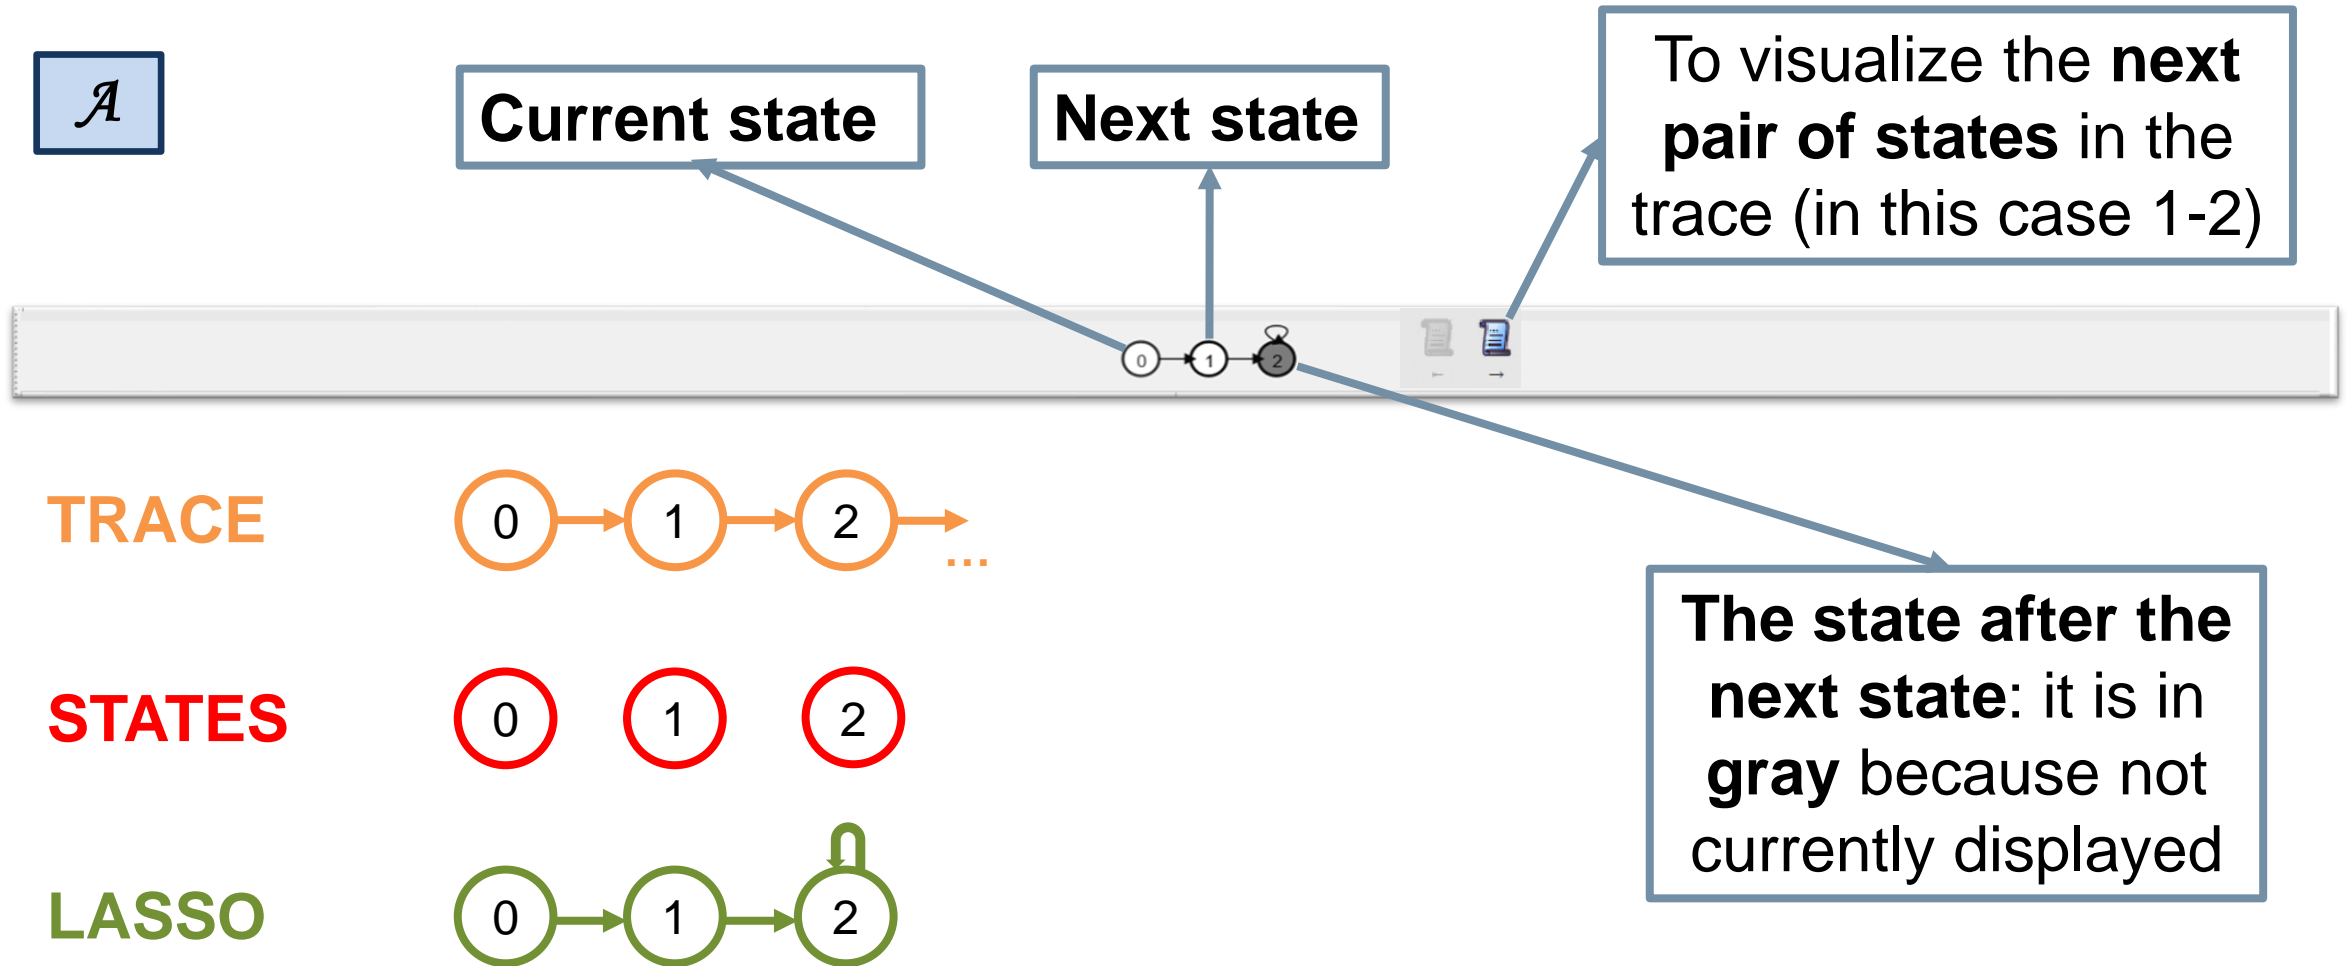 𝒜
Current state
Next state
To visualize the next
pair of states in the
trace (in this case 1-2)
0 1 2
← →
TRACE 0 1 2 ...
STATES 0 1 2
LASSO 0 1 2
The state after the
next state: it is in
gray because not
currently displayed